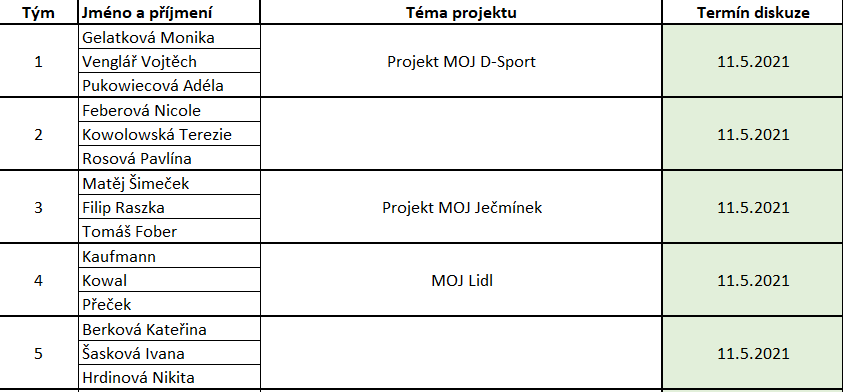 Tým Jméno a příjmení Téma projektu Termín diskuze
Gelatková Monika
1 Venglář Vojtěch Projekt MOJ D-Sport 11.5.2021
Pukowiecová Adéla
Feberová Nicole
2 Kowolowská Terezie 11.5.2021
Rosová Pavlína
Matěj Šimeček
3 Filip Raszka Projekt MOJ Ječmínek 11.5.2021
Tomáš Fober
Kaufmann
4 Kowal MOJ Lidl 11.5.2021
Přeček
Berková Kateřina
5 Šasková Ivana 11.5.2021
Hrdinová Nikita